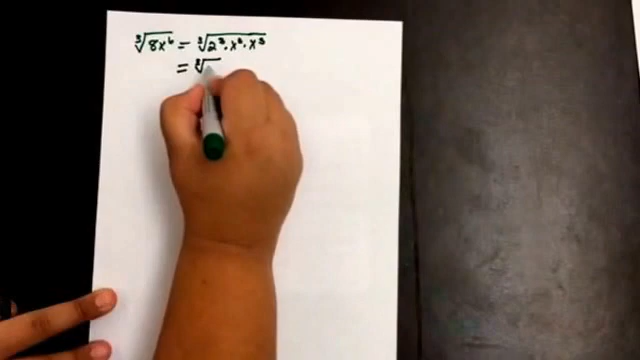 ∛8x⁶ = ∛2³·x³·x³
= ∛